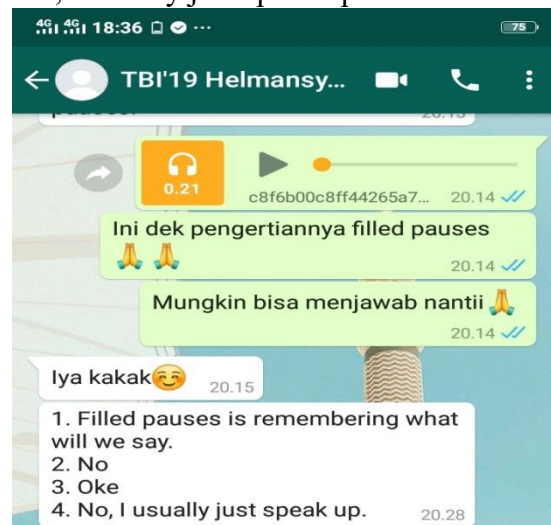 18:36
75
TBI'19 Helmansy...
0.21
c8f6b00c8ff44265a7... 20.14
Ini dek pengertiannya filled pauses
🙏 🙏
20.14
Mungkin bisa menjawab nantii 🙏
20.14
Iya kakak☺️ 20.15
1. Filled pauses is remembering what
will we say.
2. No
3. Oke
4. No, I usually just speak up. 20.28